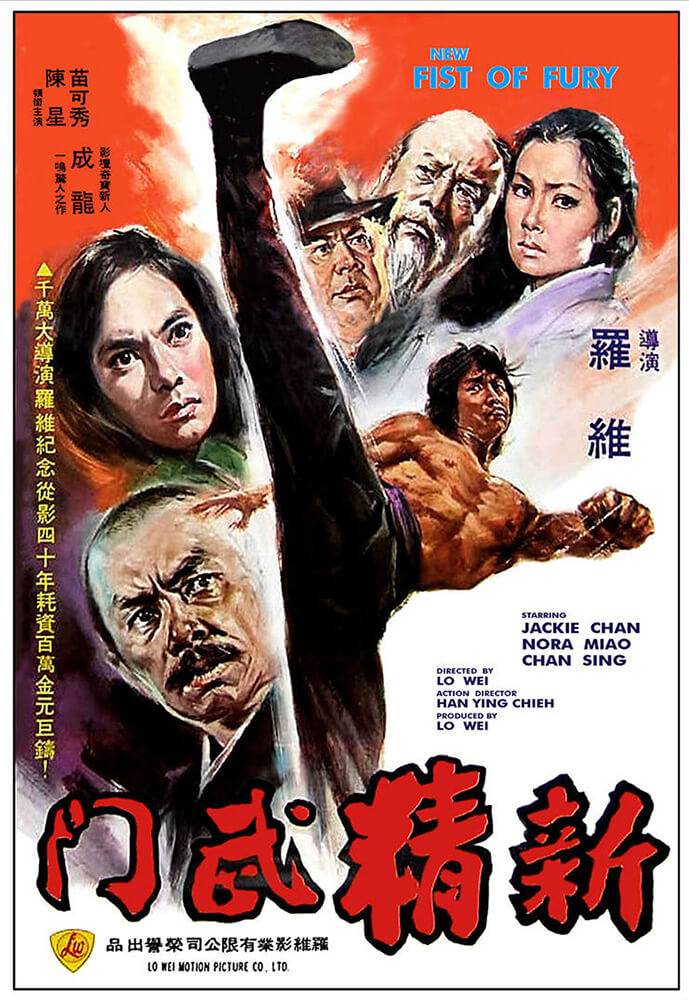 NEW
FIST OF FURY
苗可秀
陳星
領銜主演
影壇奇寶新人
成龍
一鳴驚人之作
▲千萬大導演羅維紀念從影四十年耗資百萬金元巨鑄!
導演
羅維
STARRING
JACKIE CHAN
NORA MIAO
CHAN SING
DIRECTED BY
LO WEI
ACTION DIRECTOR
HAN YING CHIEH
PRODUCED BY
LO WEI
新精武门
Lw
羅維影業有限公司榮譽出品
LO WEI MOTION PICTURE CO., LTD.